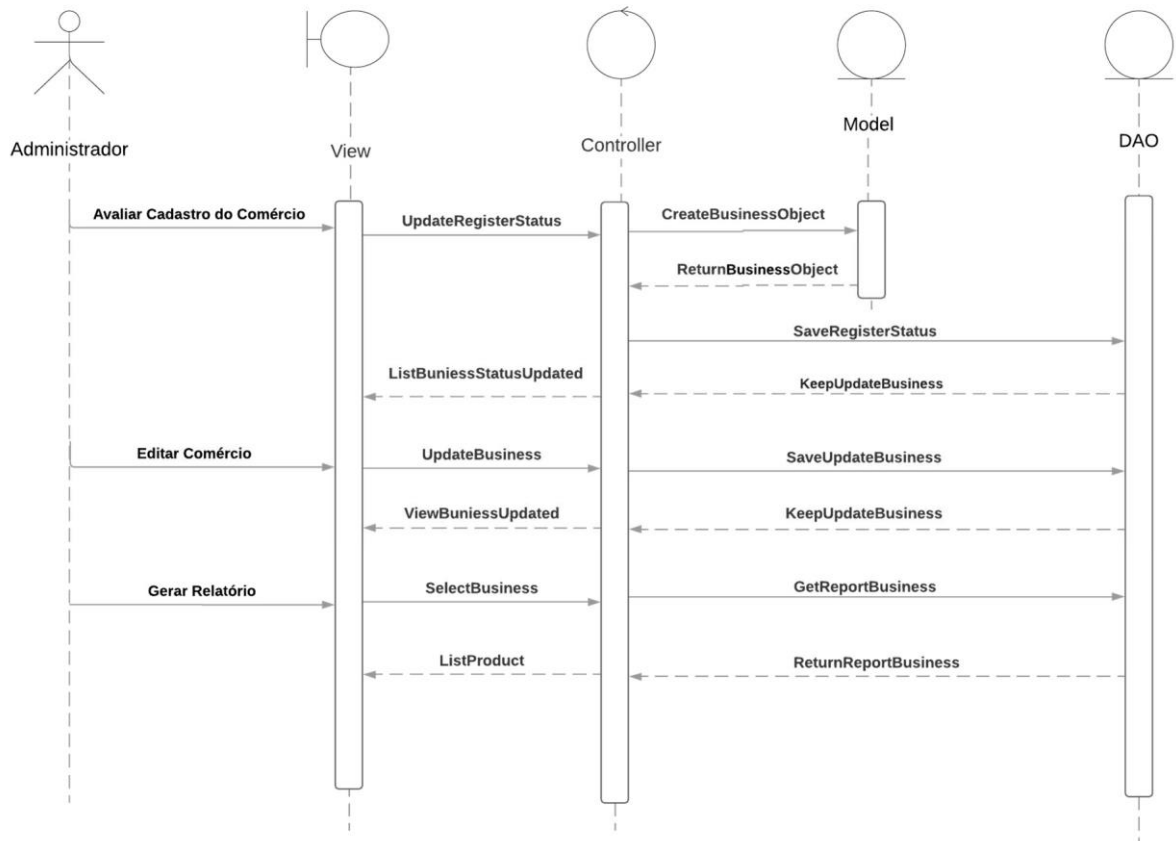 Administrador
View
Controller
Model
DAO
Avaliar Cadastro do Comércio
UpdateRegisterStatus
CreateBusinessObject
ReturnBusinessObject
SaveRegisterStatus
ListBuniessStatusUpdated
KeepUpdateBusiness
Editar Comércio
UpdateBusiness
SaveUpdateBusiness
ViewBuniessUpdated
KeepUpdateBusiness
Gerar Relatório
SelectBusiness
GetReportBusiness
ListProduct
ReturnReportBusiness